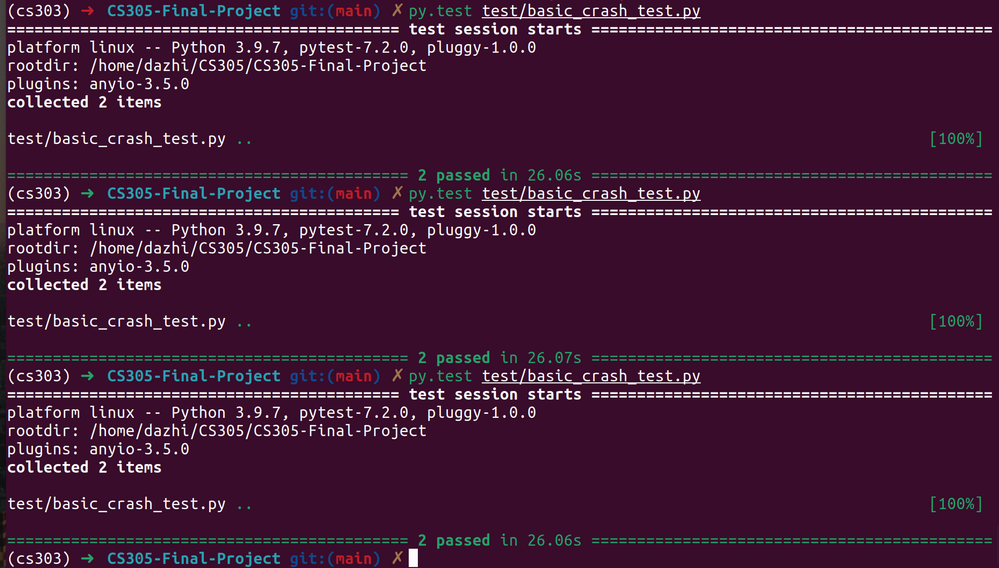 (cs303) ➜ CS305-Final-Project git:(main) ✗ py.test test/basic_crash_test.py
=========================================== test session starts ============================================
platform linux -- Python 3.9.7, pytest-7.2.0, pluggy-1.0.0
rootdir: /home/dazhi/CS305/CS305-Final-Project
plugins: anyio-3.5.0
collected 2 items
test/basic_crash_test.py .. [100%]
============================================ 2 passed in 26.06s ============================================
(cs303) ➜ CS305-Final-Project git:(main) ✗ py.test test/basic_crash_test.py
=========================================== test session starts ============================================
platform linux -- Python 3.9.7, pytest-7.2.0, pluggy-1.0.0
rootdir: /home/dazhi/CS305/CS305-Final-Project
plugins: anyio-3.5.0
collected 2 items
test/basic_crash_test.py .. [100%]
============================================ 2 passed in 26.07s ============================================
(cs303) ➜ CS305-Final-Project git:(main) ✗ py.test test/basic_crash_test.py
=========================================== test session starts ============================================
platform linux -- Python 3.9.7, pytest-7.2.0, pluggy-1.0.0
rootdir: /home/dazhi/CS305/CS305-Final-Project
plugins: anyio-3.5.0
collected 2 items
test/basic_crash_test.py .. [100%]
============================================ 2 passed in 26.06s ============================================
(cs303) ➜ CS305-Final-Project git:(main) ✗